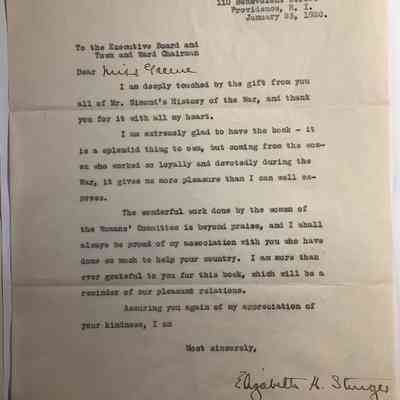 110 Benevolent
Providence, R. I.
January 23, 1920.
To the Executive Board and
Town and Ward Chairman
Dear Miss Greene
I am deeply touched by the gift from you
all of Mr. Simond's History of the War, and thank
you for it with all my heart.
I am extremely glad to have the book - it
is a splendid thing to own, but coming from the wom-
en who worked so loyally and devotedly during the
War, it gives me more pleasure than I can well ex-
press.
The wonderful work done by the women of
the Womans' Committee is beyond praise, and I shall
always be proud of my association with you who have
done so much to help your country. I am more than
ever grateful to you for this book, which will be a
reminder of our pleasant relations.
Assuring you again of my appreciation of
your kindness, I am
Most sincerely,
Elizabeth H.